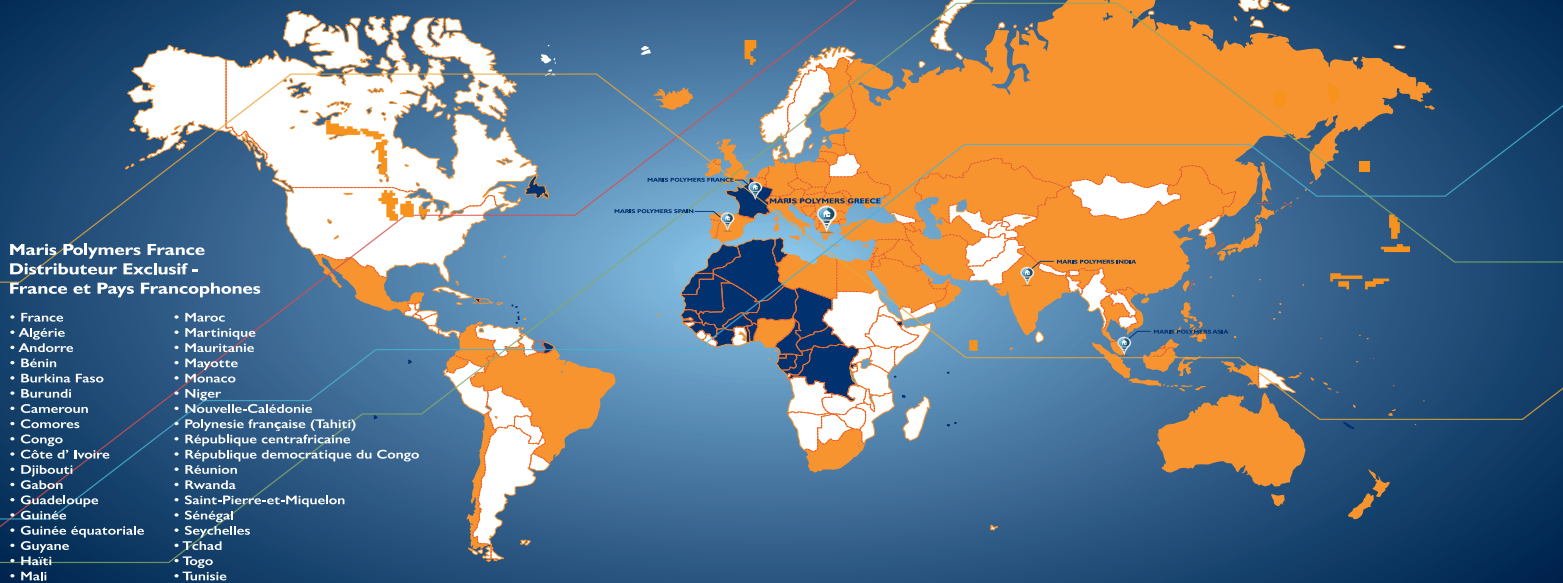 Maris Polymers France
Distributeur Exclusif -
France et Pays Francophones
• France
• Algérie
• Andorre
• Bénin
• Burkina Faso
• Burundi
• Cameroun
• Comores
• Congo
• Côte d' Ivoire
• Djibouti
• Gabon
• Guadeloupe
• Guinée
• Guinée équatoriale
• Guyane
• Haïti
• Mali
• Maroc
• Martinique
• Mauritanie
• Mayotte
• Monaco
• Niger
• Nouvelle-Calédonie
• Polynesie française (Tahiti)
• République centrafricaine
• République democratique du Congo
• Réunion
• Rwanda
• Saint-Pierre-et-Miquelon
• Sénégal
• Seychelles
• Tchad
• Togo
• Tunisie
MARIS POLYMERS FRANCE
MARIS POLYMERS GREECE
MARIS POLYMERS SPAIN
MARIS POLYMERS INDIA
MARIS POLYMERS ASIA